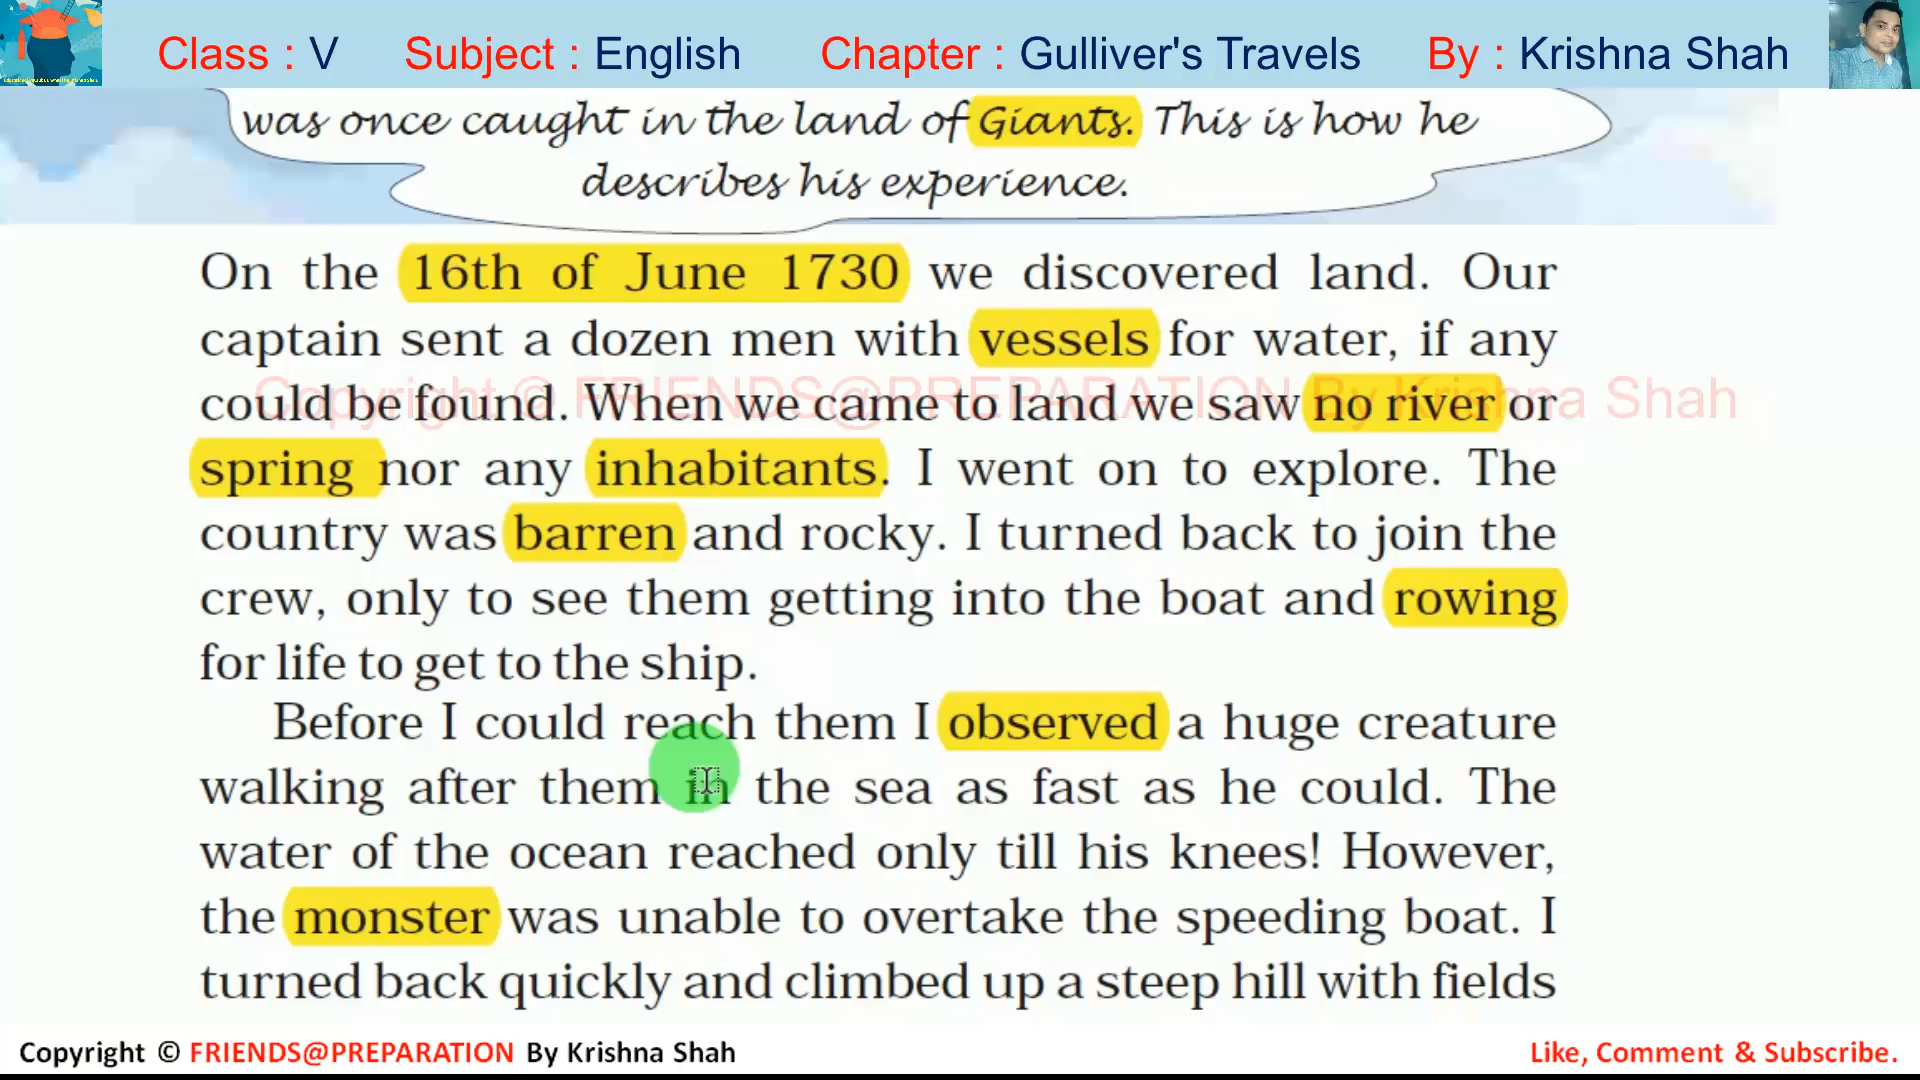 Class : V Subject : English Chapter : Gulliver's Travels By : Krishna Shah
was once caught in the land of Giants. This is how he
describes his experience.
On the 16th of June 1730 we discovered land. Our
captain sent a dozen men with vessels for water, if any
Copyright © FRIENDS@PREPARATION By Krishna Shah
could be found. When we came to land we saw no river or
spring nor any inhabitants. I went on to explore. The
country was barren and rocky. I turned back to join the
crew, only to see them getting into the boat and rowing
for life to get to the ship.
Before I could reach them I observed a huge creature
walking after them in the sea as fast as he could. The
water of the ocean reached only till his knees! However,
the monster was unable to overtake the speeding boat. I
turned back quickly and climbed up a steep hill with fields
Copyright © FRIENDS@PREPARATION By Krishna Shah
Like, Comment & Subscribe.